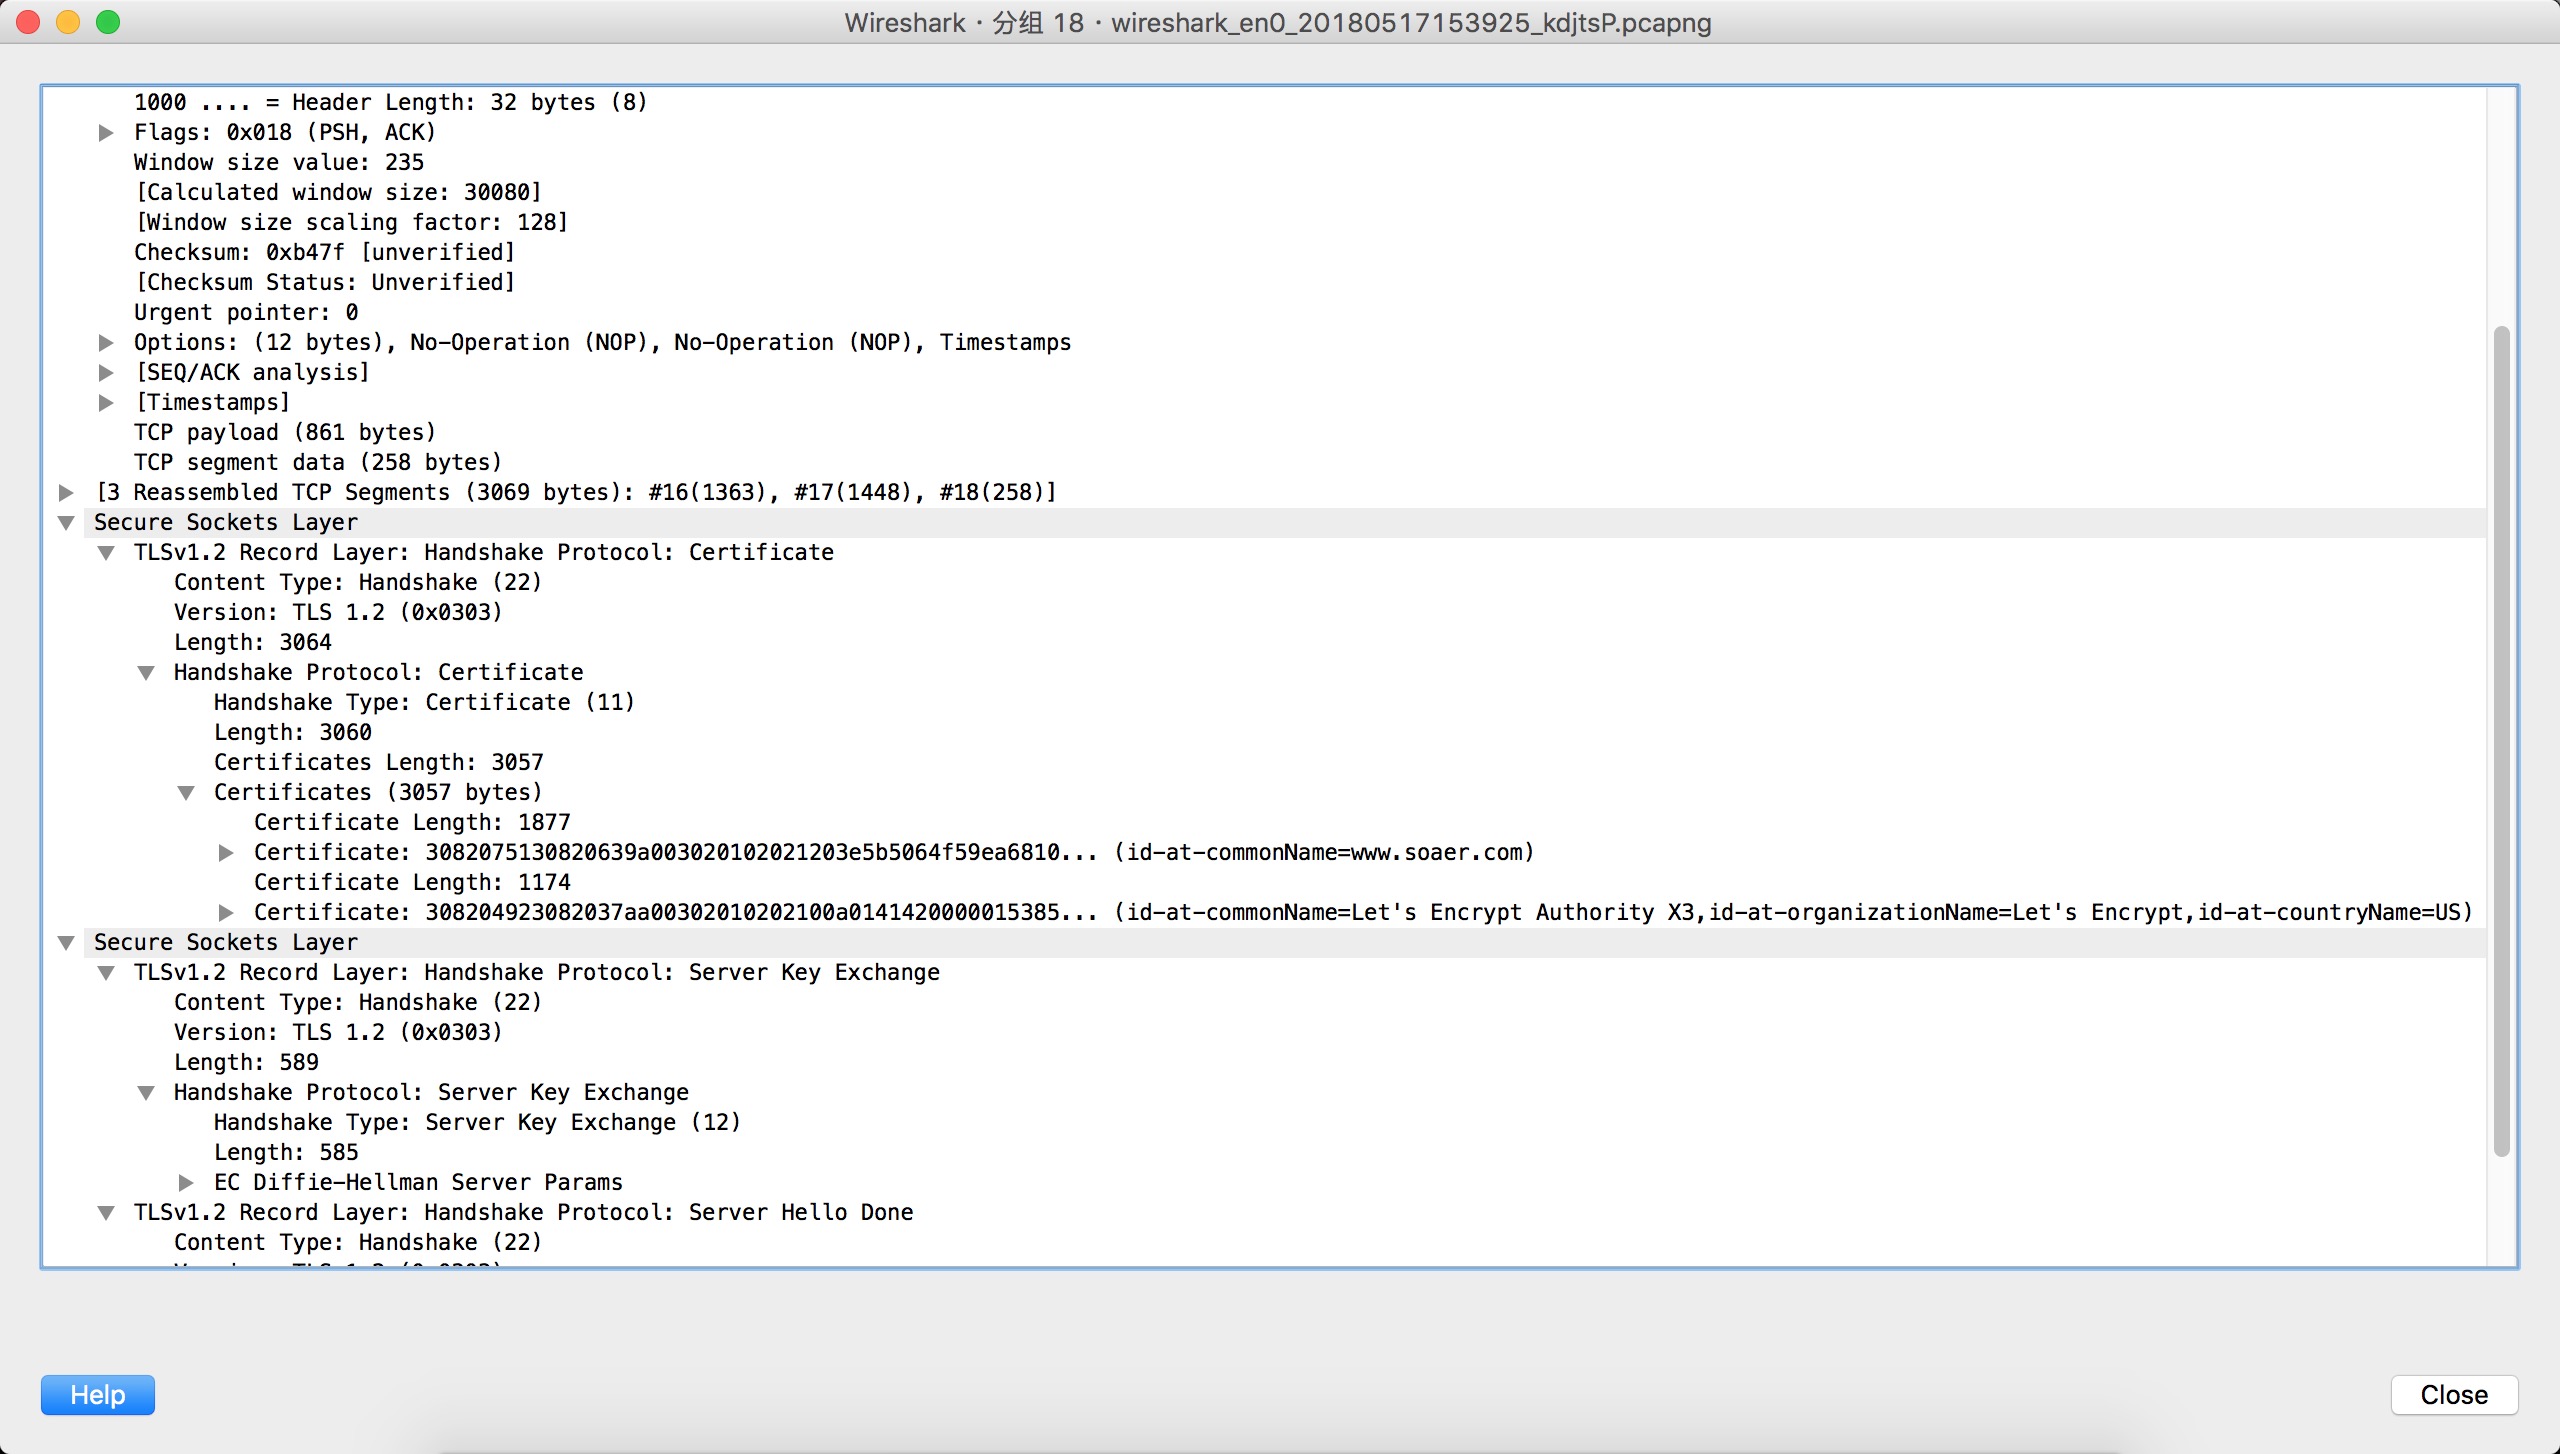 Wireshark · 分组 18 · wireshark_en0_20180517153925_kdjtsP.pcapng
1000 .... = Header Length: 32 bytes (8)
Flags: 0x018 (PSH, ACK)
Window size value: 235
[Calculated window size: 30080]
[Window size scaling factor: 128]
Checksum: 0xb47f [unverified]
[Checksum Status: Unverified]
Urgent pointer: 0
Options: (12 bytes), No-Operation (NOP), No-Operation (NOP), Timestamps
[SEQ/ACK analysis]
[Timestamps]
TCP payload (861 bytes)
TCP segment data (258 bytes)
[3 Reassembled TCP Segments (3069 bytes): #16(1363), #17(1448), #18(258)]
Secure Sockets Layer
TLSv1.2 Record Layer: Handshake Protocol: Certificate
Content Type: Handshake (22)
Version: TLS 1.2 (0x0303)
Length: 3064
Handshake Protocol: Certificate
Handshake Type: Certificate (11)
Length: 3060
Certificates Length: 3057
Certificates (3057 bytes)
Certificate Length: 1877
Certificate: 3082075130820639a003020102021203e5b5064f59ea6810... (id-at-commonName=www.soaer.com)
Certificate Length: 1174
Certificate: 308204923082037aa00302010202100a0141420000015385... (id-at-commonName=Let's Encrypt Authority X3,id-at-organizationName=Let's Encrypt,id-at-countryName=US)
Secure Sockets Layer
TLSv1.2 Record Layer: Handshake Protocol: Server Key Exchange
Content Type: Handshake (22)
Version: TLS 1.2 (0x0303)
Length: 589
Handshake Protocol: Server Key Exchange
Handshake Type: Server Key Exchange (12)
Length: 585
EC Diffie-Hellman Server Params
TLSv1.2 Record Layer: Handshake Protocol: Server Hello Done
Content Type: Handshake (22)
Help
Close